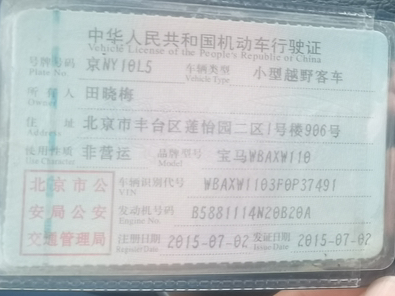 中华人民共和国机动车行驶证
Vehicle License of the People's Republic of China
号牌号码 京NY10L5 车辆类型 小型越野客车
Plate No. Vehicle Type
所有人 田晓梅
Owner
住址 北京市丰台区莲怡园二区1号楼906号
Address
使用性质 非营运 品牌型号 宝马WBAXW110
Use Character Model
北京市公 车辆识别代号 WBAXW1103F0P37491
VIN
安局公安 发动机号码 B5881114N20B20A
Engine No.
交通管理局 注册日期 2015-07-02 发证日期 2015-07-02
Register Date Issue Date